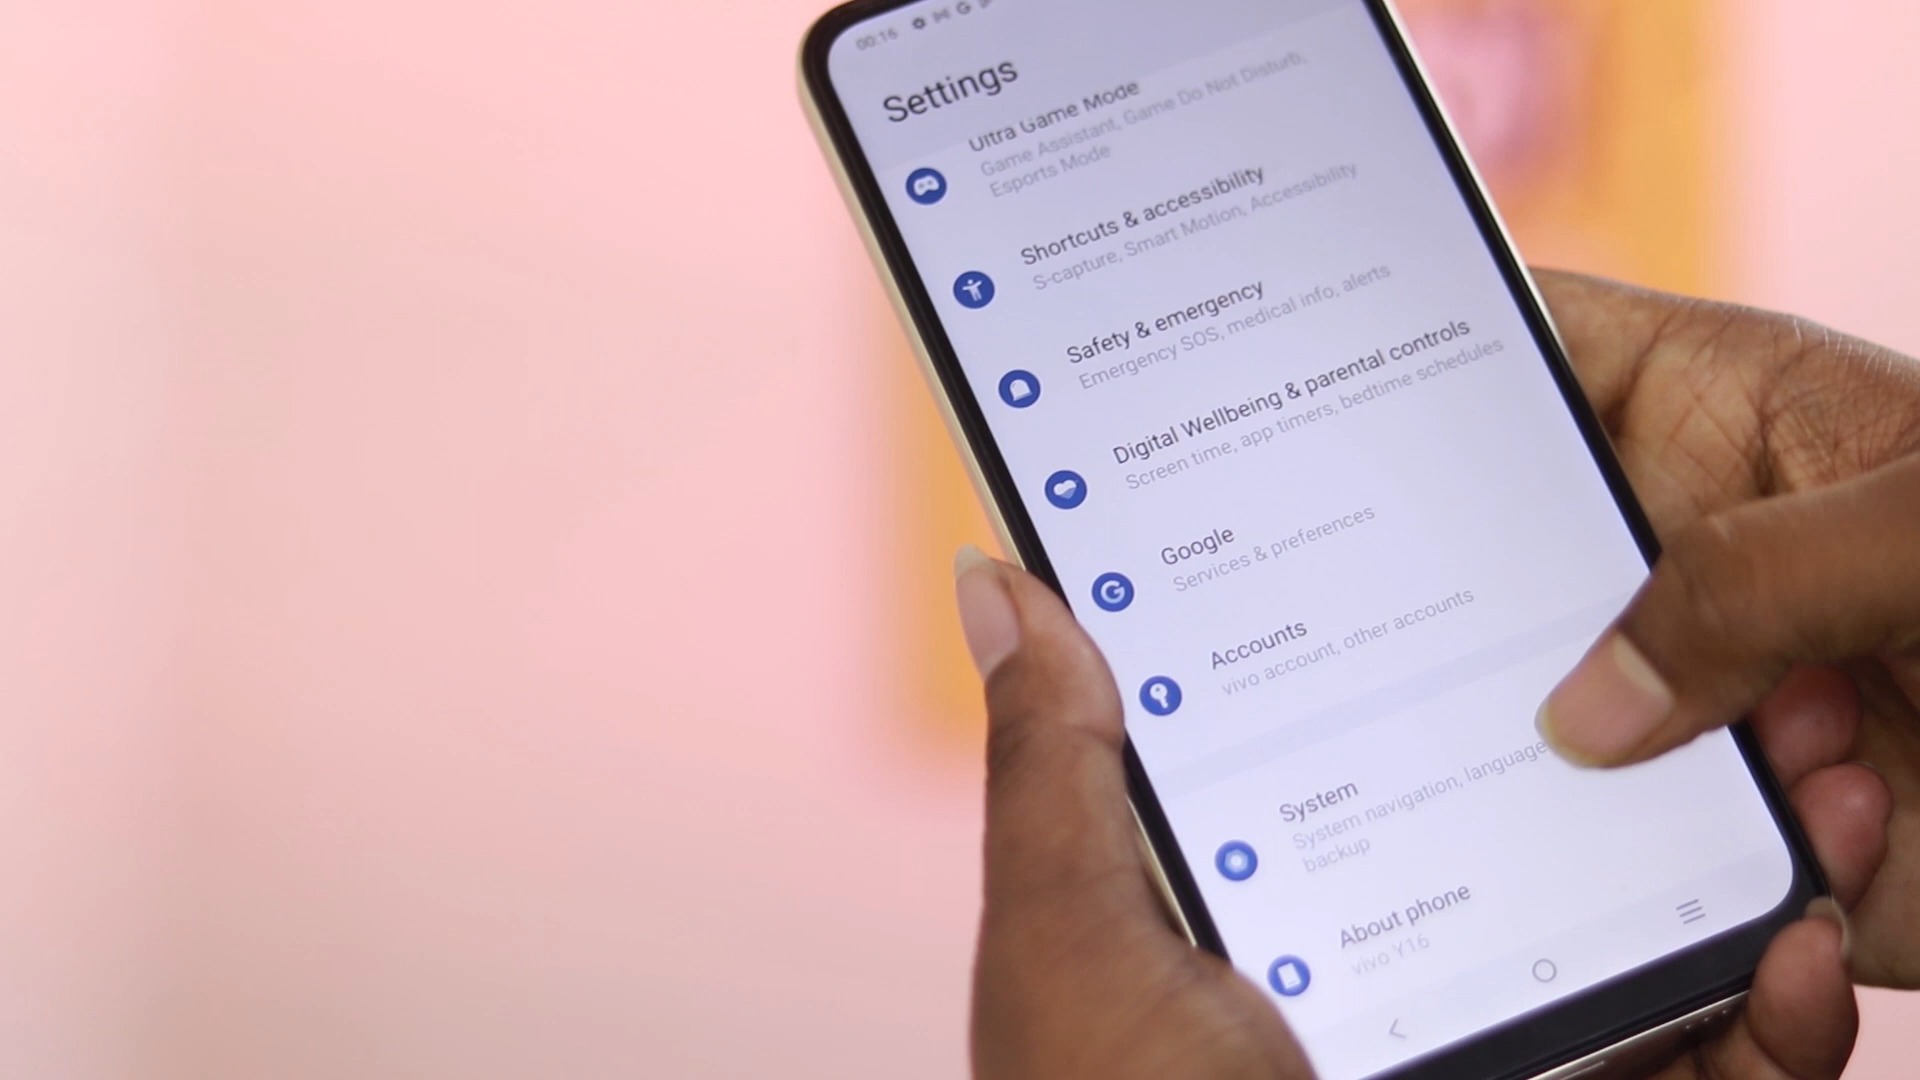 00:16
Settings
Ultra Game Mode
Game Assistant, Game Do Not Disturb,
Esports Mode
Shortcuts & accessibility
S-capture, Smart Motion, Accessibility
Safety & emergency
Emergency SOS, medical info, alerts
Digital Wellbeing & parental controls
Screen time, app timers, bedtime schedules
Google
Services & preferences
Accounts
vivo account, other accounts
System
System navigation, language
backup
About phone
vivo Y16